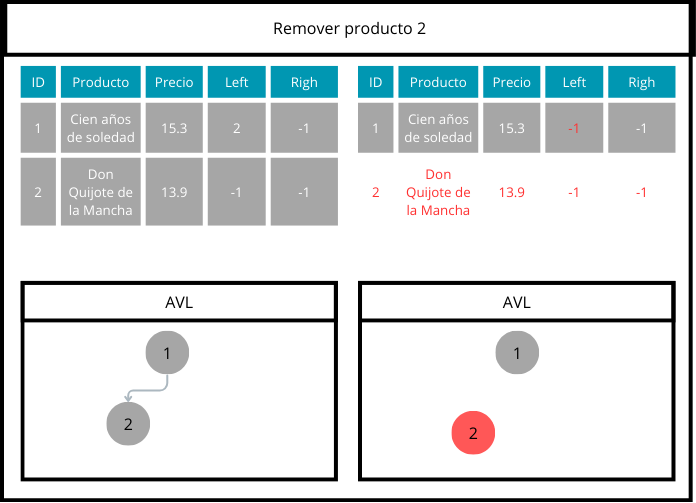 Remover producto 2
ID Producto Precio Left Righ
1 Cien años de soledad 15.3 2 -1
2 Don Quijote de la Mancha 13.9 -1 -1
ID Producto Precio Left Righ
1 Cien años de soledad 15.3 -1 -1
2 Don Quijote de la Mancha 13.9 -1 -1
AVL
1
2
AVL
1
2